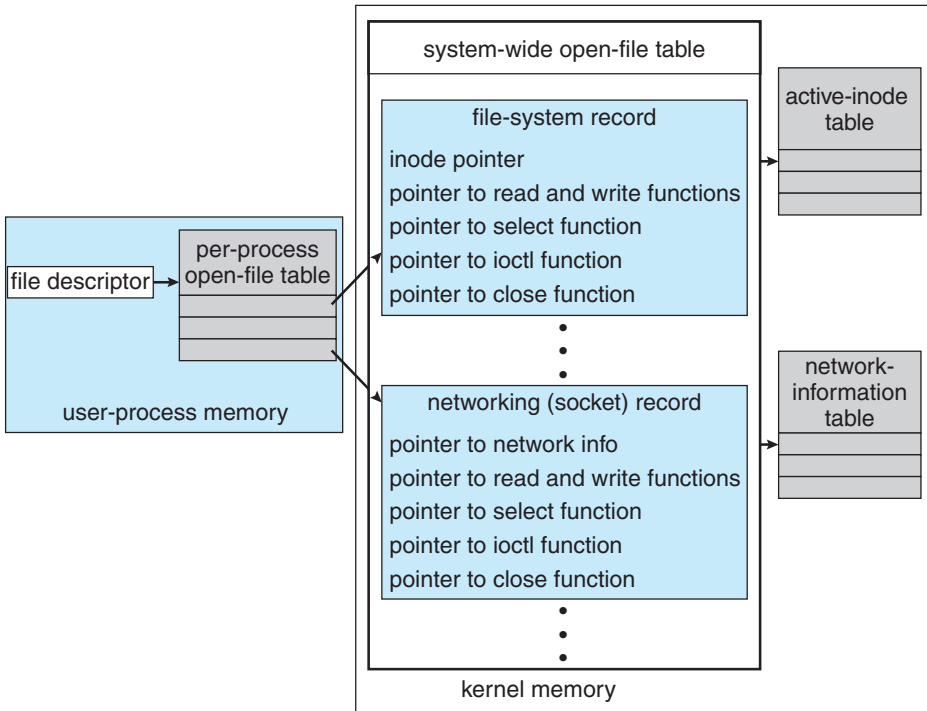 system-wide open-file table
file-system record
inode pointer
pointer to read and write functions
pointer to select function
pointer to ioctl function
pointer to close function
active-inode
table
per-process
open-file table
file descriptor
user-process memory
networking (socket) record
pointer to network info
pointer to read and write functions
pointer to select function
pointer to ioctl function
pointer to close function
network-
information
table
kernel memory